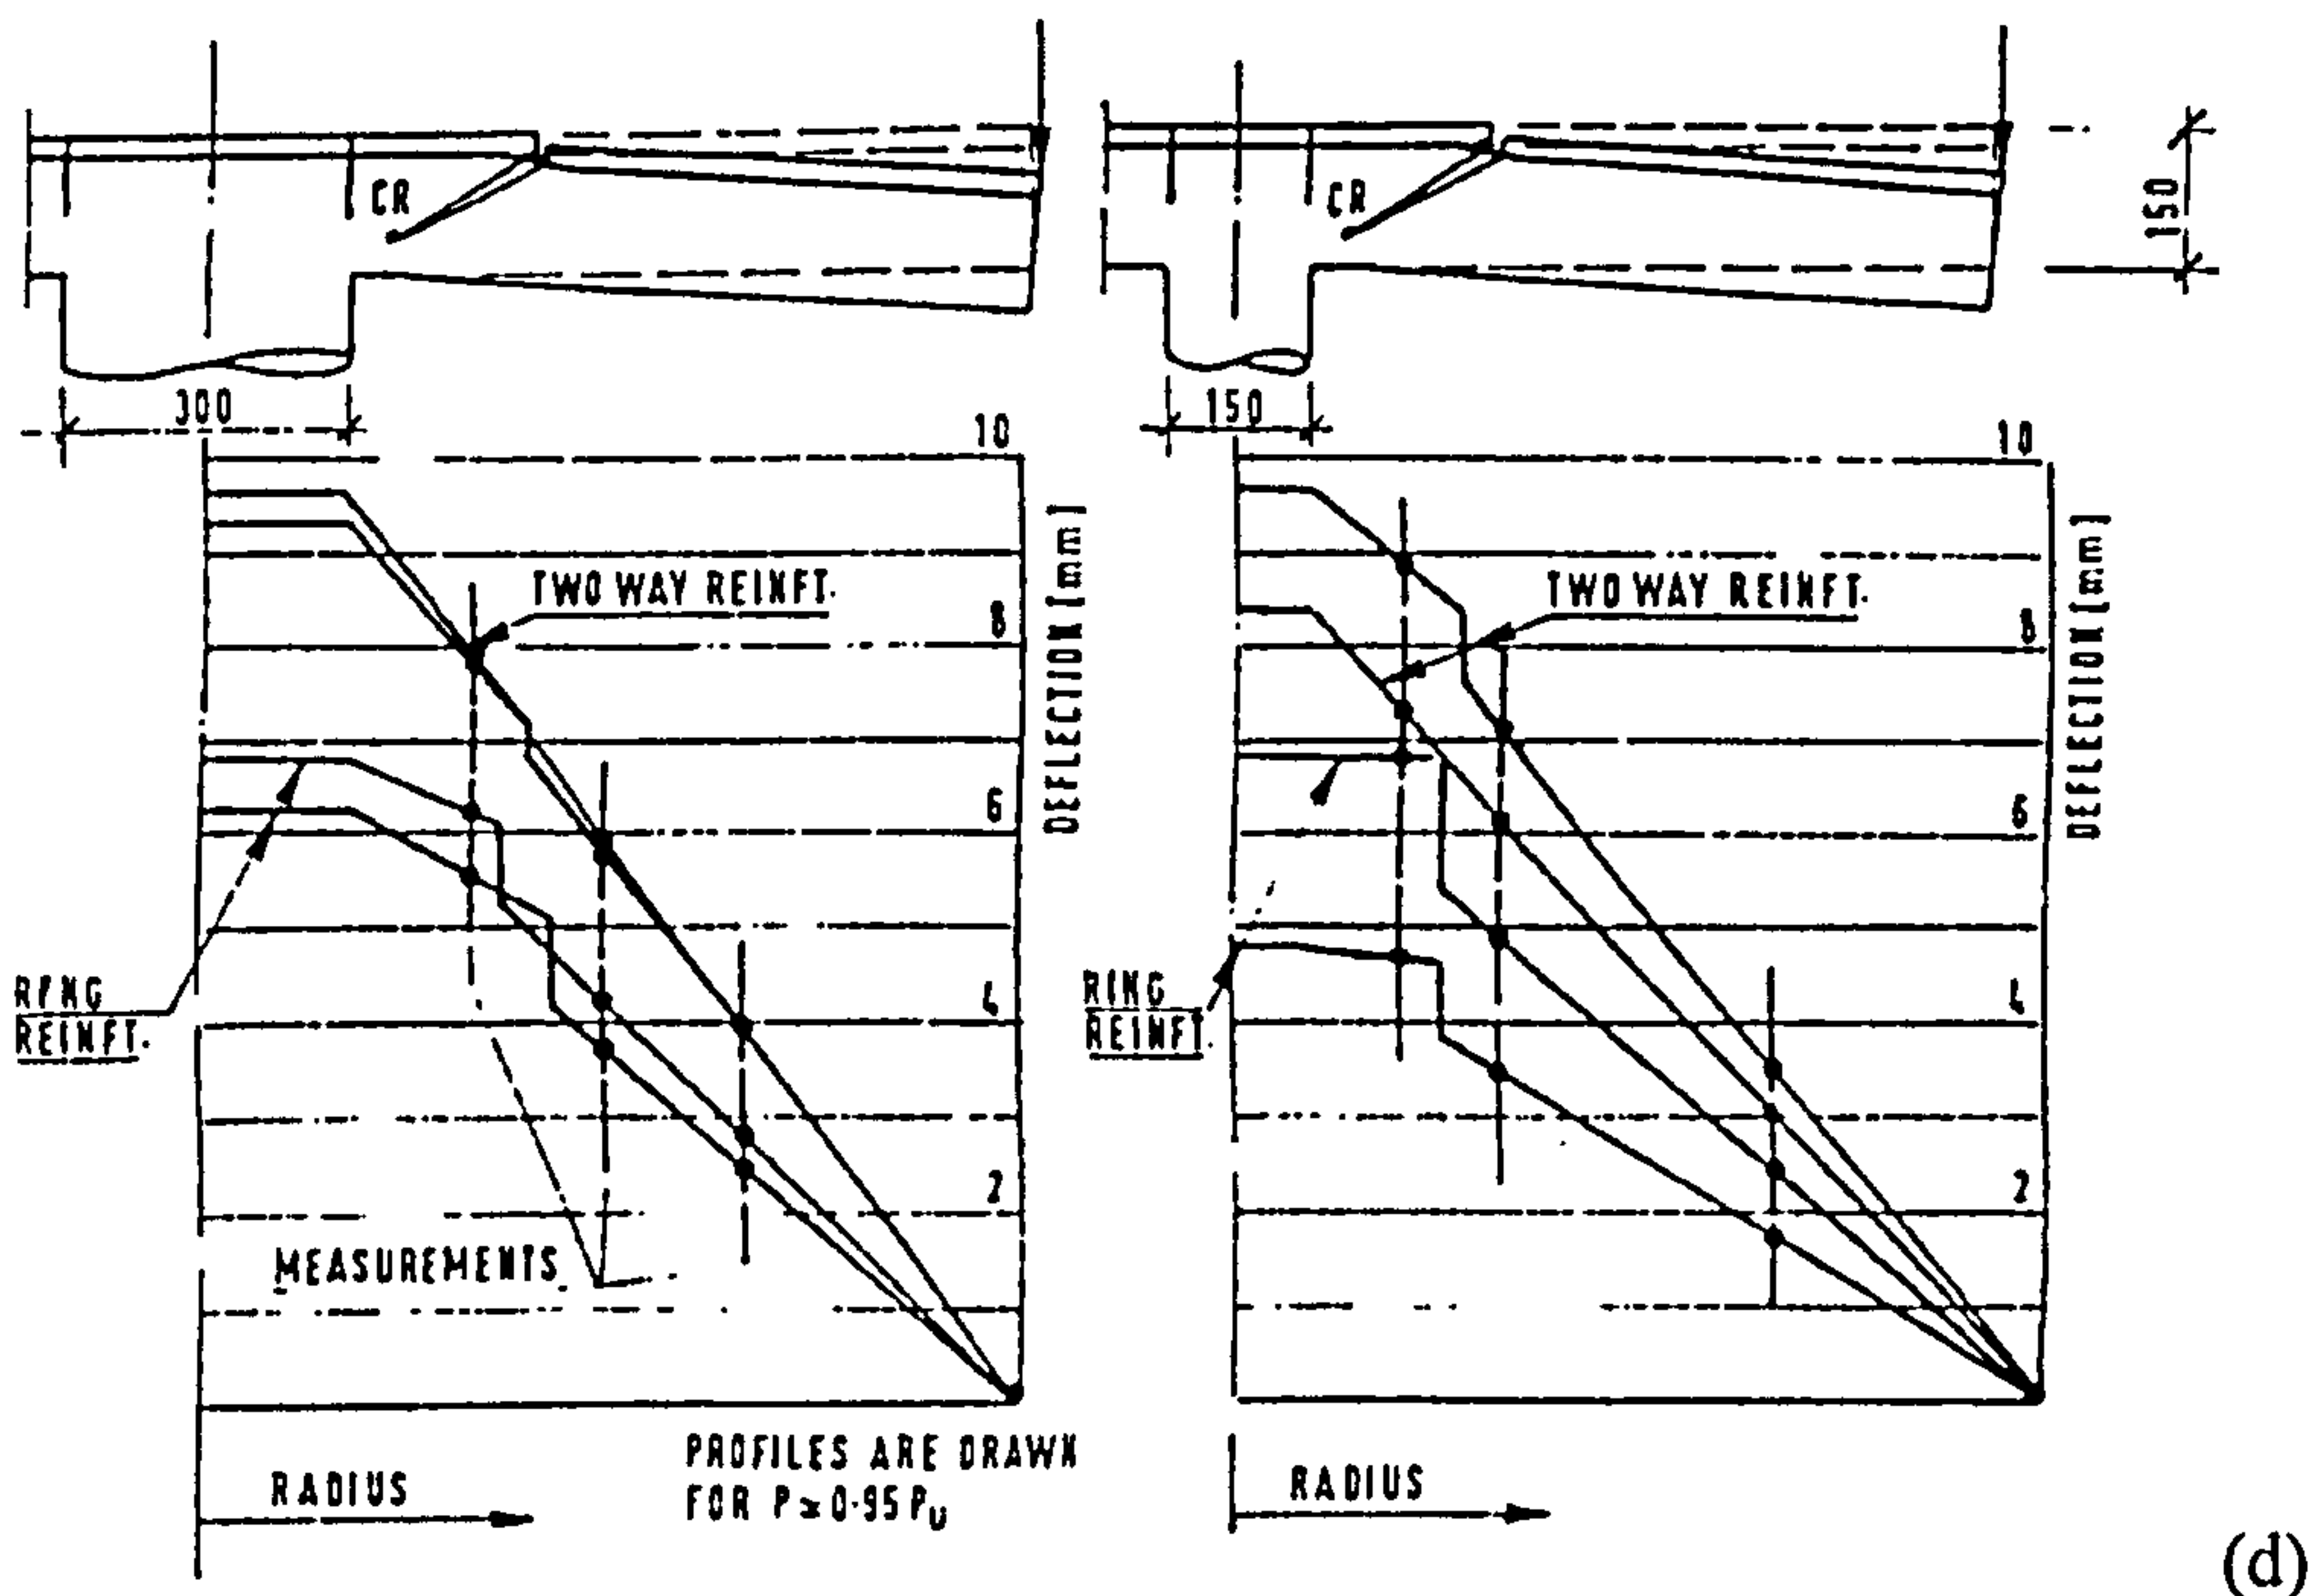 CR
CR
150
300
150
10
DEFLECTION [mm]
TWO WAY REINFT.
8
6
RING
REINFT.
4
2
MEASUREMENTS
RADIUS
PROFILES ARE DRAWN
FOR P ≥ 0·95 PU
10
DEFLECTION [mm]
TWO WAY REINFT.
8
6
RING
REINFT.
4
2
RADIUS
(d)